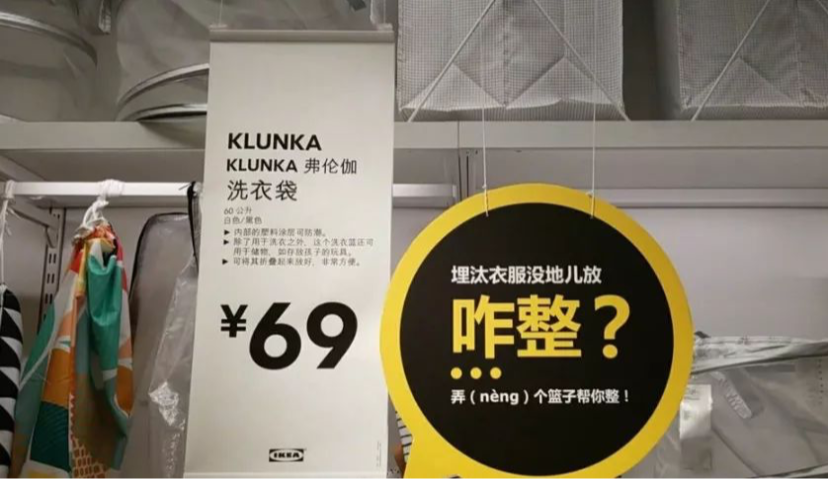 KLUNKA
KLUNKA 弗伦伽
洗衣袋
60 公升
白色/黑色
▶ 内部的塑料涂层可防潮。
▶ 除了用于洗衣之外，这个洗衣篮还可
用于储物，如存放孩子的玩具。
▶ 可将其折叠起来放好，非常方便。
¥69
IKEA
埋汰衣服没地儿放
咋整？
弄（nèng）个篮子帮你整！